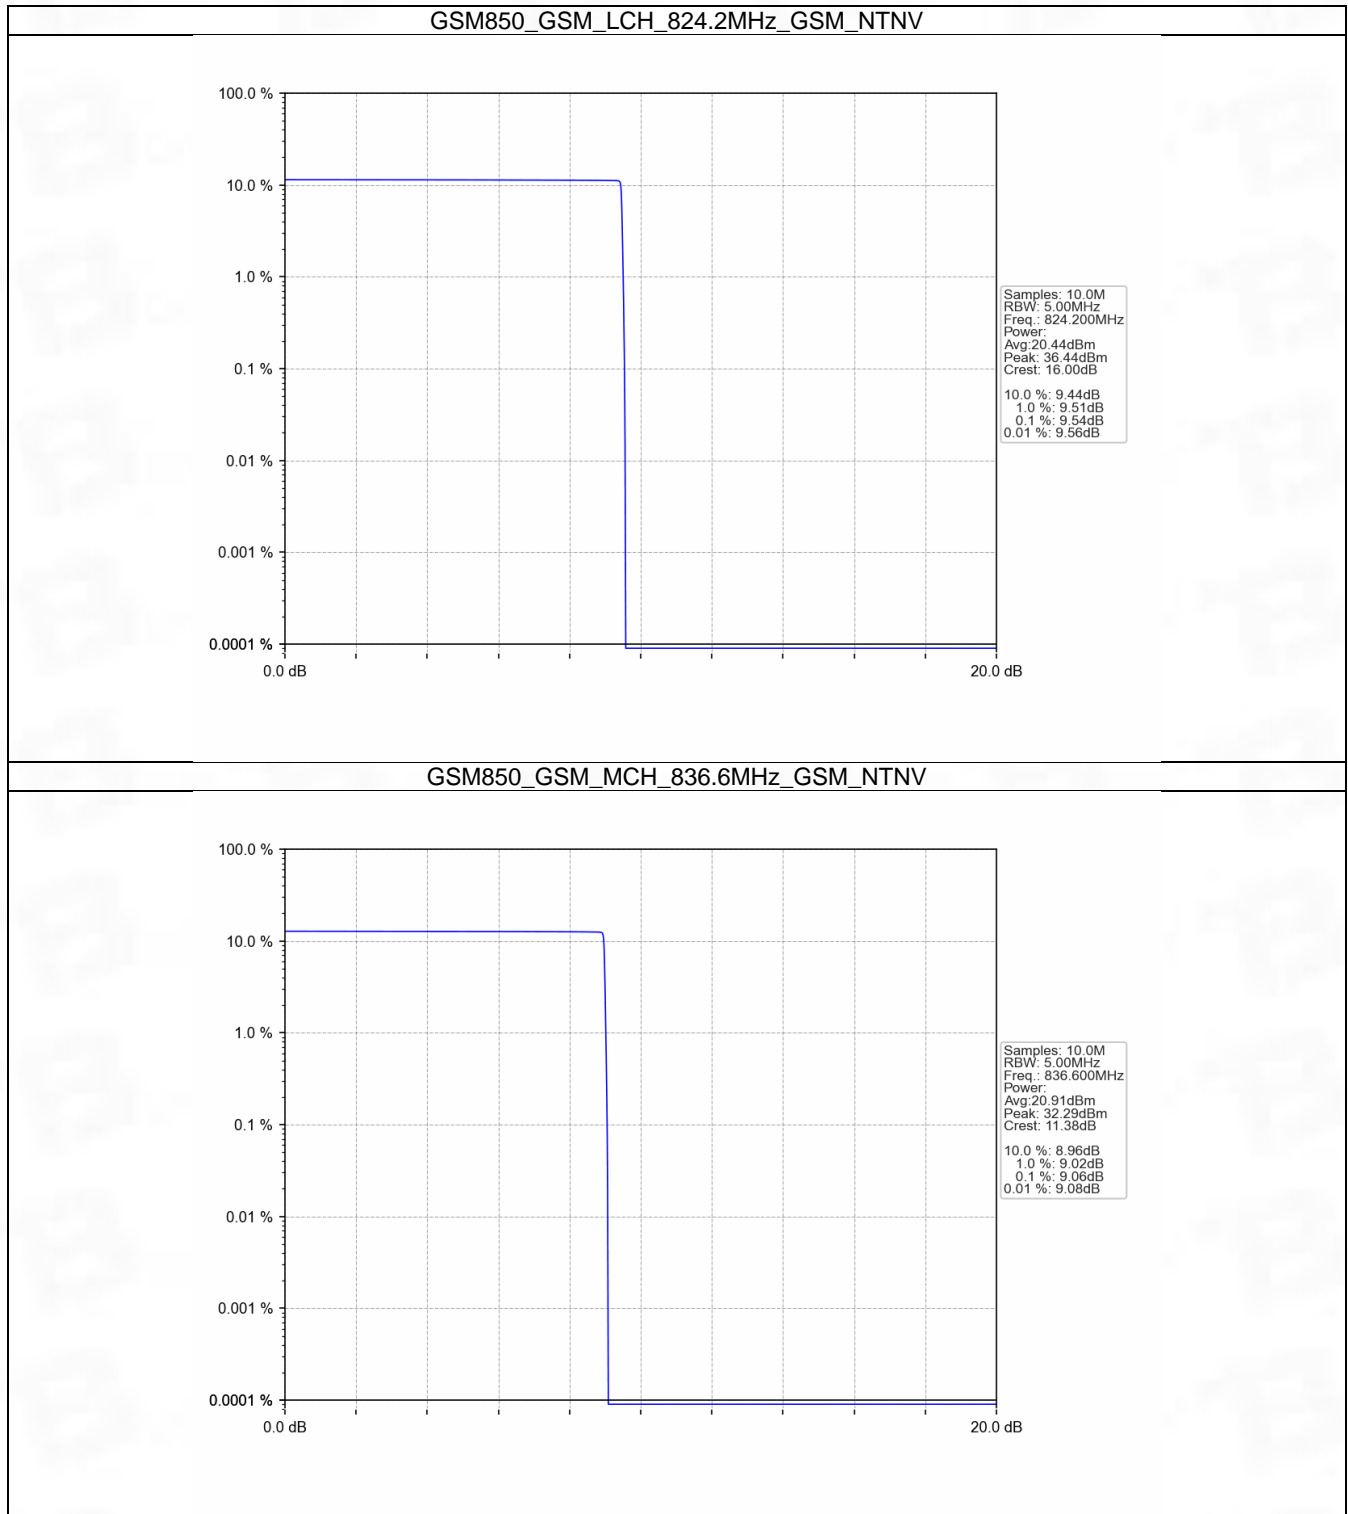 GSM850_GSM_LCH_824.2MHz_GSM_NTNV
100.0 %
10.0 %
1.0 %
0.1 %
0.01 %
0.001 %
0.0001 %
0.0 dB
20.0 dB
Samples: 10.0M
RBW: 5.00MHz
Freq.: 824.200MHz
Power:
Avg:20.44dBm
Peak: 36.44dBm
Crest: 16.00dB
10.0 %: 9.44dB
1.0 %: 9.51dB
0.1 %: 9.54dB
0.01 %: 9.56dB
GSM850_GSM_MCH_836.6MHz_GSM_NTNV
100.0 %
10.0 %
1.0 %
0.1 %
0.01 %
0.001 %
0.0001 %
0.0 dB
20.0 dB
Samples: 10.0M
RBW: 5.00MHz
Freq.: 836.600MHz
Power:
Avg:20.91dBm
Peak: 32.29dBm
Crest: 11.38dB
10.0 %: 8.96dB
1.0 %: 9.02dB
0.1 %: 9.06dB
0.01 %: 9.08dB